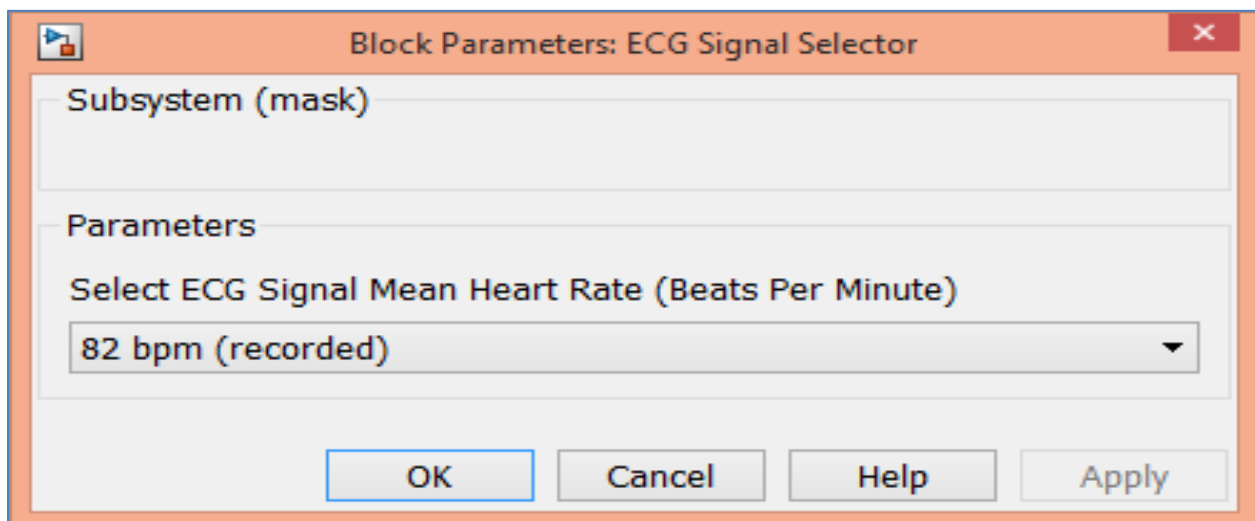 Block Parameters: ECG Signal Selector
Subsystem (mask)
Parameters
Select ECG Signal Mean Heart Rate (Beats Per Minute)
82 bpm (recorded)
OK Cancel Help Apply